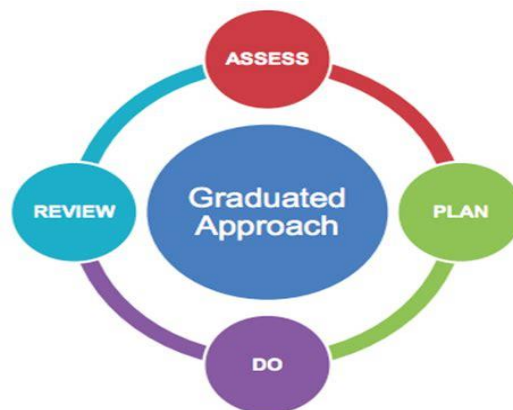 ASSESS
Graduated
Approach
REVIEW
PLAN
DO